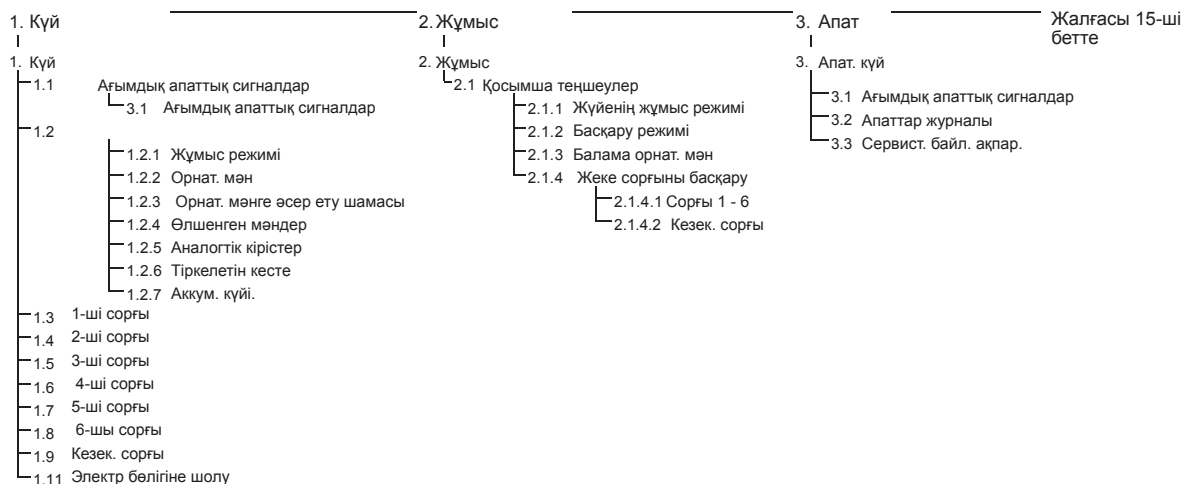 1. Күй
2. Жұмыс
3. Апат
Жалғасы 15-ші
бетте
1. Күй
1.1 Ағымдық апаттық сигналдар
3.1 Ағымдық апаттық сигналдар
1.2
1.2.1 Жұмыс режимі
1.2.2 Орнат. мән
1.2.3 Орнат. мәнге әсер ету шамасы
1.2.4 Өлшенген мәндер
1.2.5 Аналогтік кірістер
1.2.6 Тіркелетін кесте
1.2.7 Аккум. күйі.
1.3 1-ші сорғы
1.4 2-ші сорғы
1.5 3-ші сорғы
1.6 4-ші сорғы
1.7 5-ші сорғы
1.8 6-шы сорғы
1.9 Кезек. сорғы
1.11 Электр бөлігіне шолу
2. Жұмыс
2.1 Қосымша теңшеулер
2.1.1 Жүйенің жұмыс режимі
2.1.2 Басқару режимі
2.1.3 Балама орнат. мән
2.1.4 Жеке сорғыны басқару
2.1.4.1 Сорғы 1 - 6
2.1.4.2 Кезек. сорғы
3. Апат. күй
3.1 Ағымдық апаттық сигналдар
3.2 Апаттар журналы
3.3 Сервист. байл. ақпар.